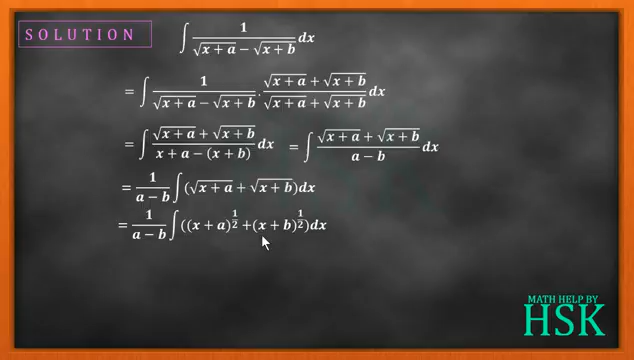 SOLUTION
∫ 1/(√(x+a) − √(x+b)) dx
= ∫ 1/(√(x+a) − √(x+b)) . (√(x+a) + √(x+b))/(√(x+a) + √(x+b)) dx
= ∫ (√(x+a) + √(x+b))/(x + a − (x + b)) dx = ∫ (√(x+a) + √(x+b))/(a − b) dx
= 1/(a − b) ∫ (√(x+a) + √(x+b))dx
= 1/(a − b) ∫ ((x + a)^(1/2) +(x + b)^(1/2))dx
MATH HELP BY
HSK